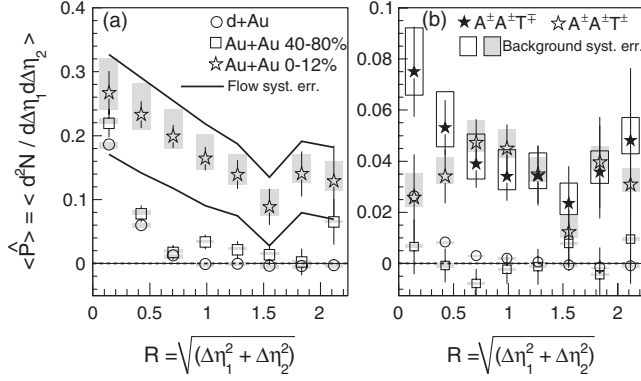 (a)
○ d+Au
□ Au+Au 40-80%
☆ Au+Au 0-12%
Flow syst. err.
(b)
★ A±A±T∓ ☆ A±A±T±
Background syst. err.
<P̂> = < d²N / dΔη₁dΔη₂ >
0.4
0.3
0.2
0.1
0
0.1
0.08
0.06
0.04
0.02
0
0 0.5 1 1.5 2
0 0.5 1 1.5 2
R = √(Δη₁² + Δη₂²)
R = √(Δη₁² + Δη₂²)